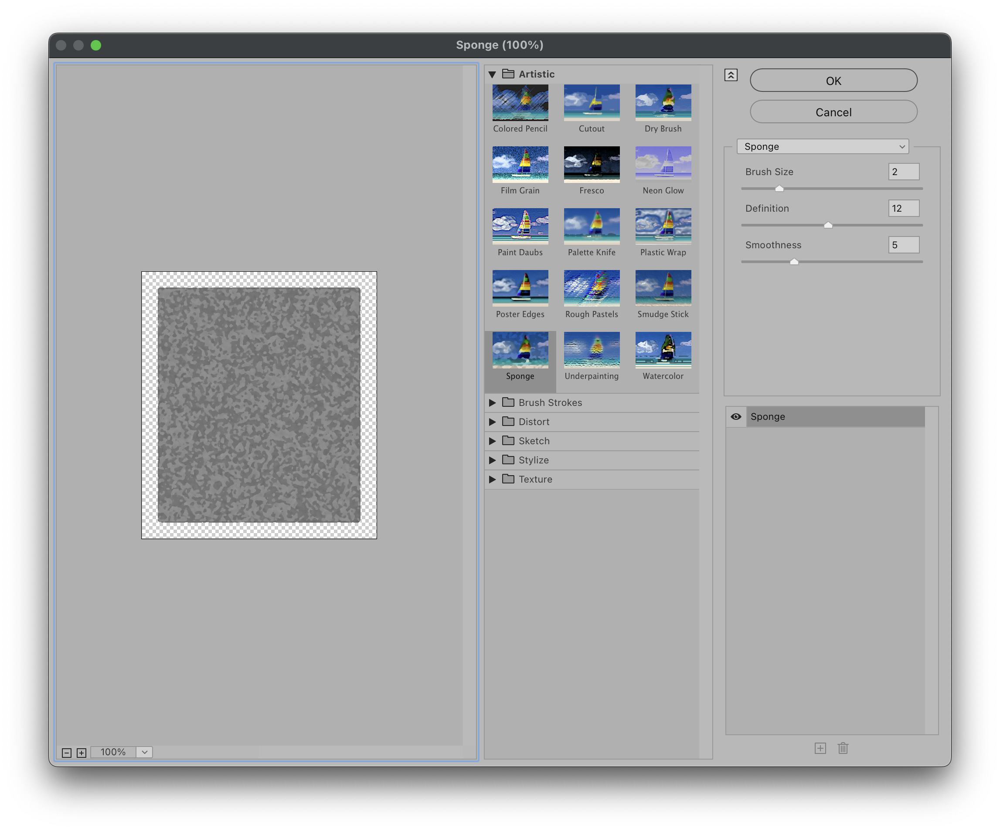 Sponge (100%)
Artistic
Colored Pencil
Cutout
Dry Brush
Film Grain
Fresco
Neon Glow
Paint Daubs
Palette Knife
Plastic Wrap
Poster Edges
Rough Pastels
Smudge Stick
Sponge
Underpainting
Watercolor
Brush Strokes
Distort
Sketch
Stylize
Texture
OK
Cancel
Sponge
Brush Size 2
Definition 12
Smoothness 5
Sponge
100%